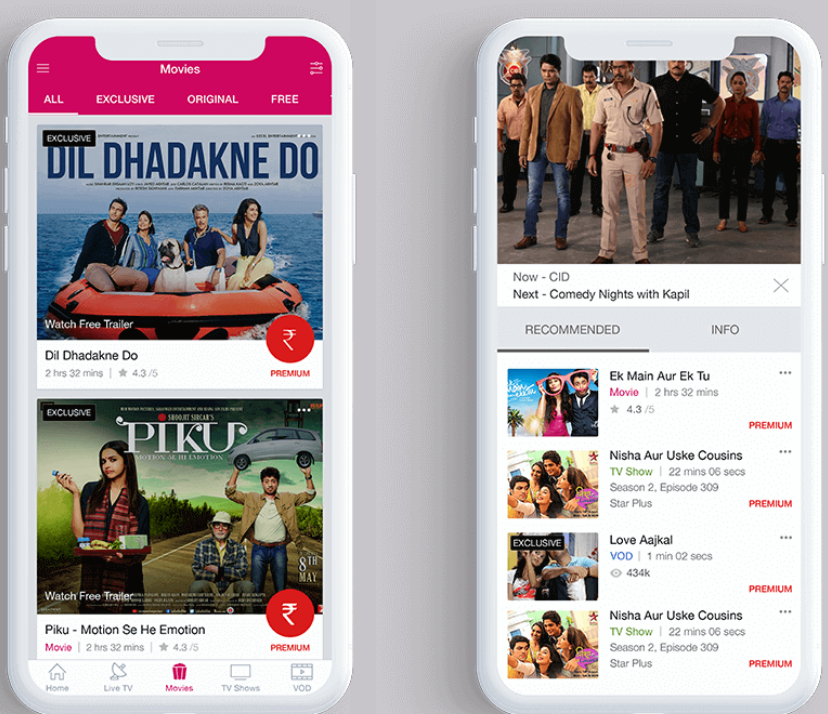 Movies
ALL EXCLUSIVE ORIGINAL FREE
EXCLUSIVE
DIL DHADAKNE DO
Watch Free Trailer
Dil Dhadakne Do
2 hrs 32 mins | 4.3 /5
₹
PREMIUM
EXCLUSIVE
SHOOJIT SIRCAR'S
PIKU
MOTION SE HI EMOTION
8TH
MAY
Watch Free Trailer
Piku - Motion Se He Emotion
Movie | 2 hrs 32 mins | 4.3 /5
₹
PREMIUM
Home Live TV Movies TV Shows VOD
Now - CID
Next - Comedy Nights with Kapil
RECOMMENDED INFO
Ek Main Aur Ek Tu
Movie | 2 hrs 32 mins
4.3 /5
PREMIUM
Nisha Aur Uske Cousins
TV Show | 22 mins 06 secs
Season 2, Episode 309
Star Plus
PREMIUM
EXCLUSIVE
Love Aajkal
VOD | 1 min 02 secs
434k
PREMIUM
Nisha Aur Uske Cousins
TV Show | 22 mins 06 secs
Season 2, Episode 309
Star Plus
PREMIUM